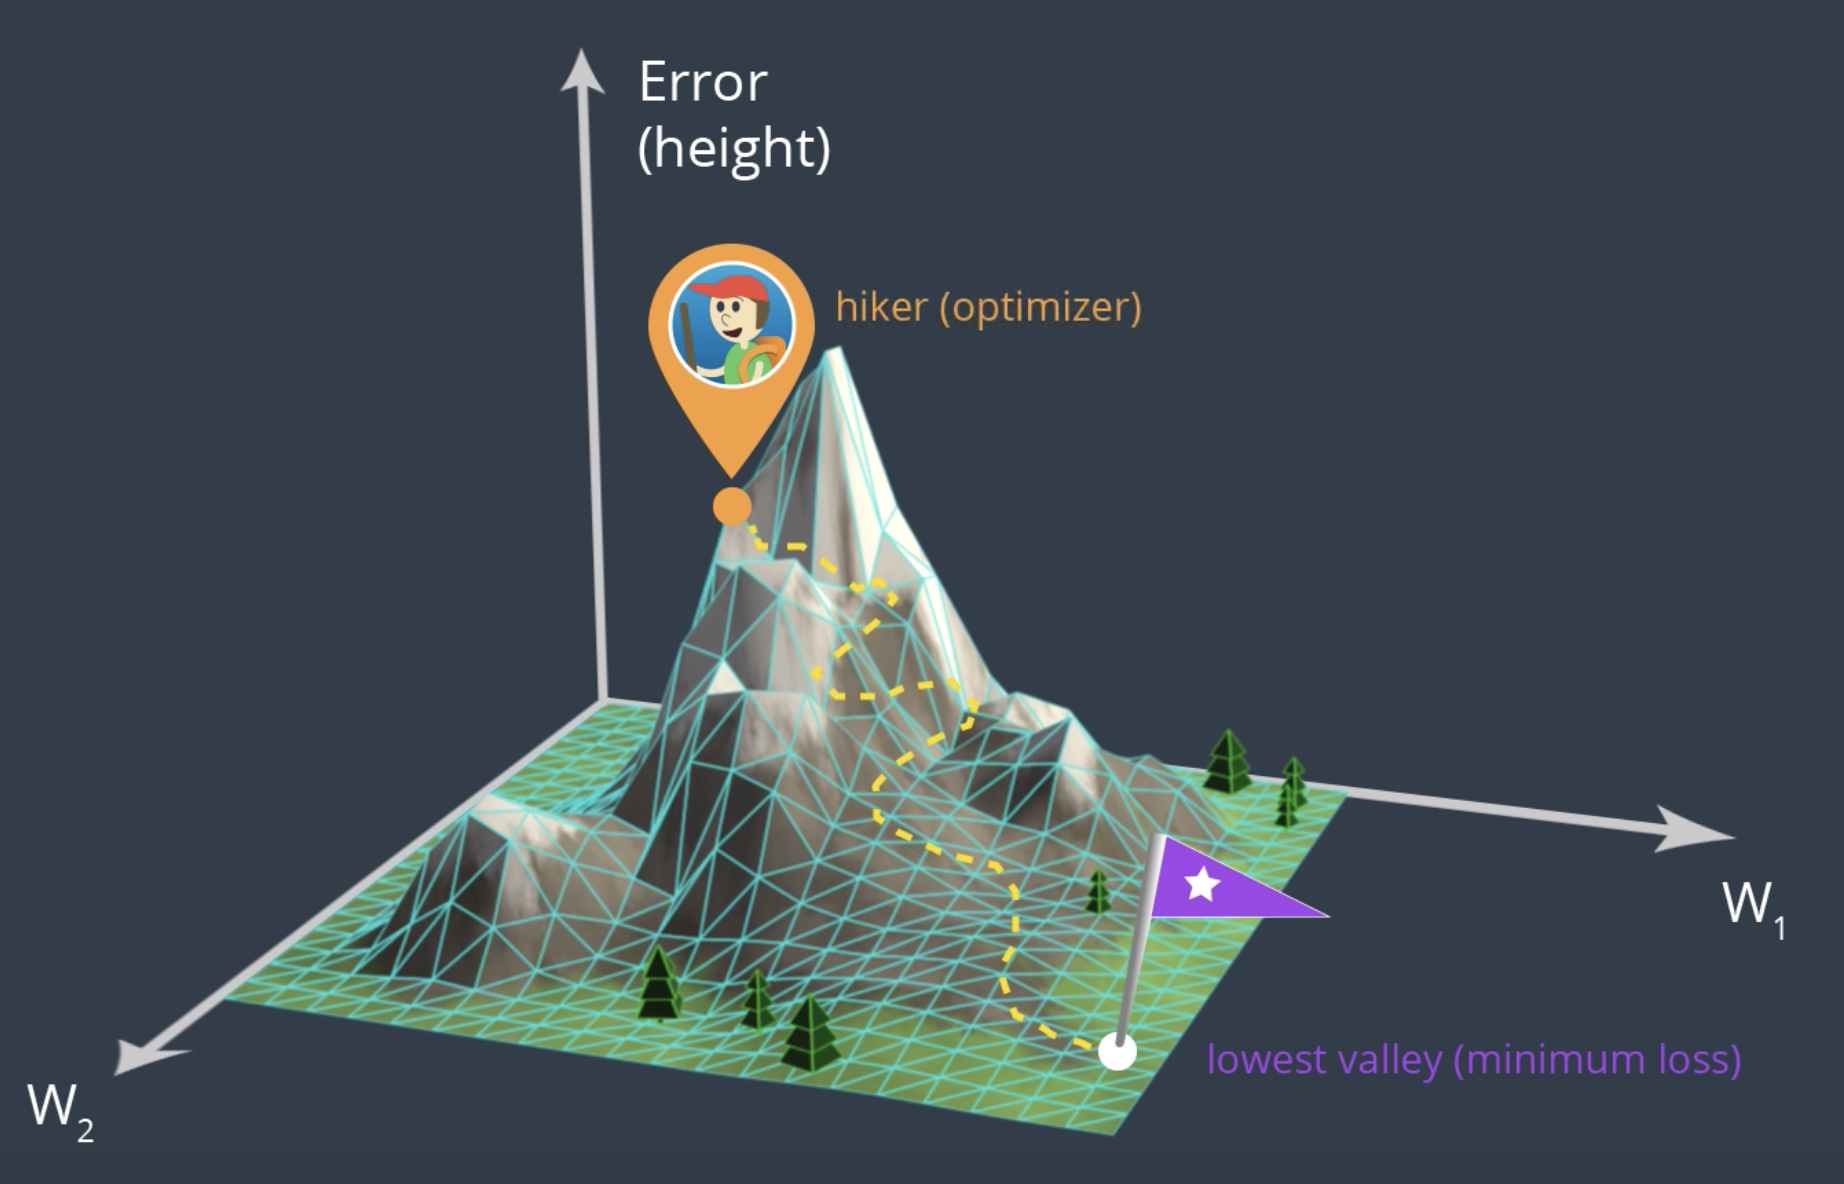 Error
(height)
hiker (optimizer)
W1
lowest valley (minimum loss)
W2